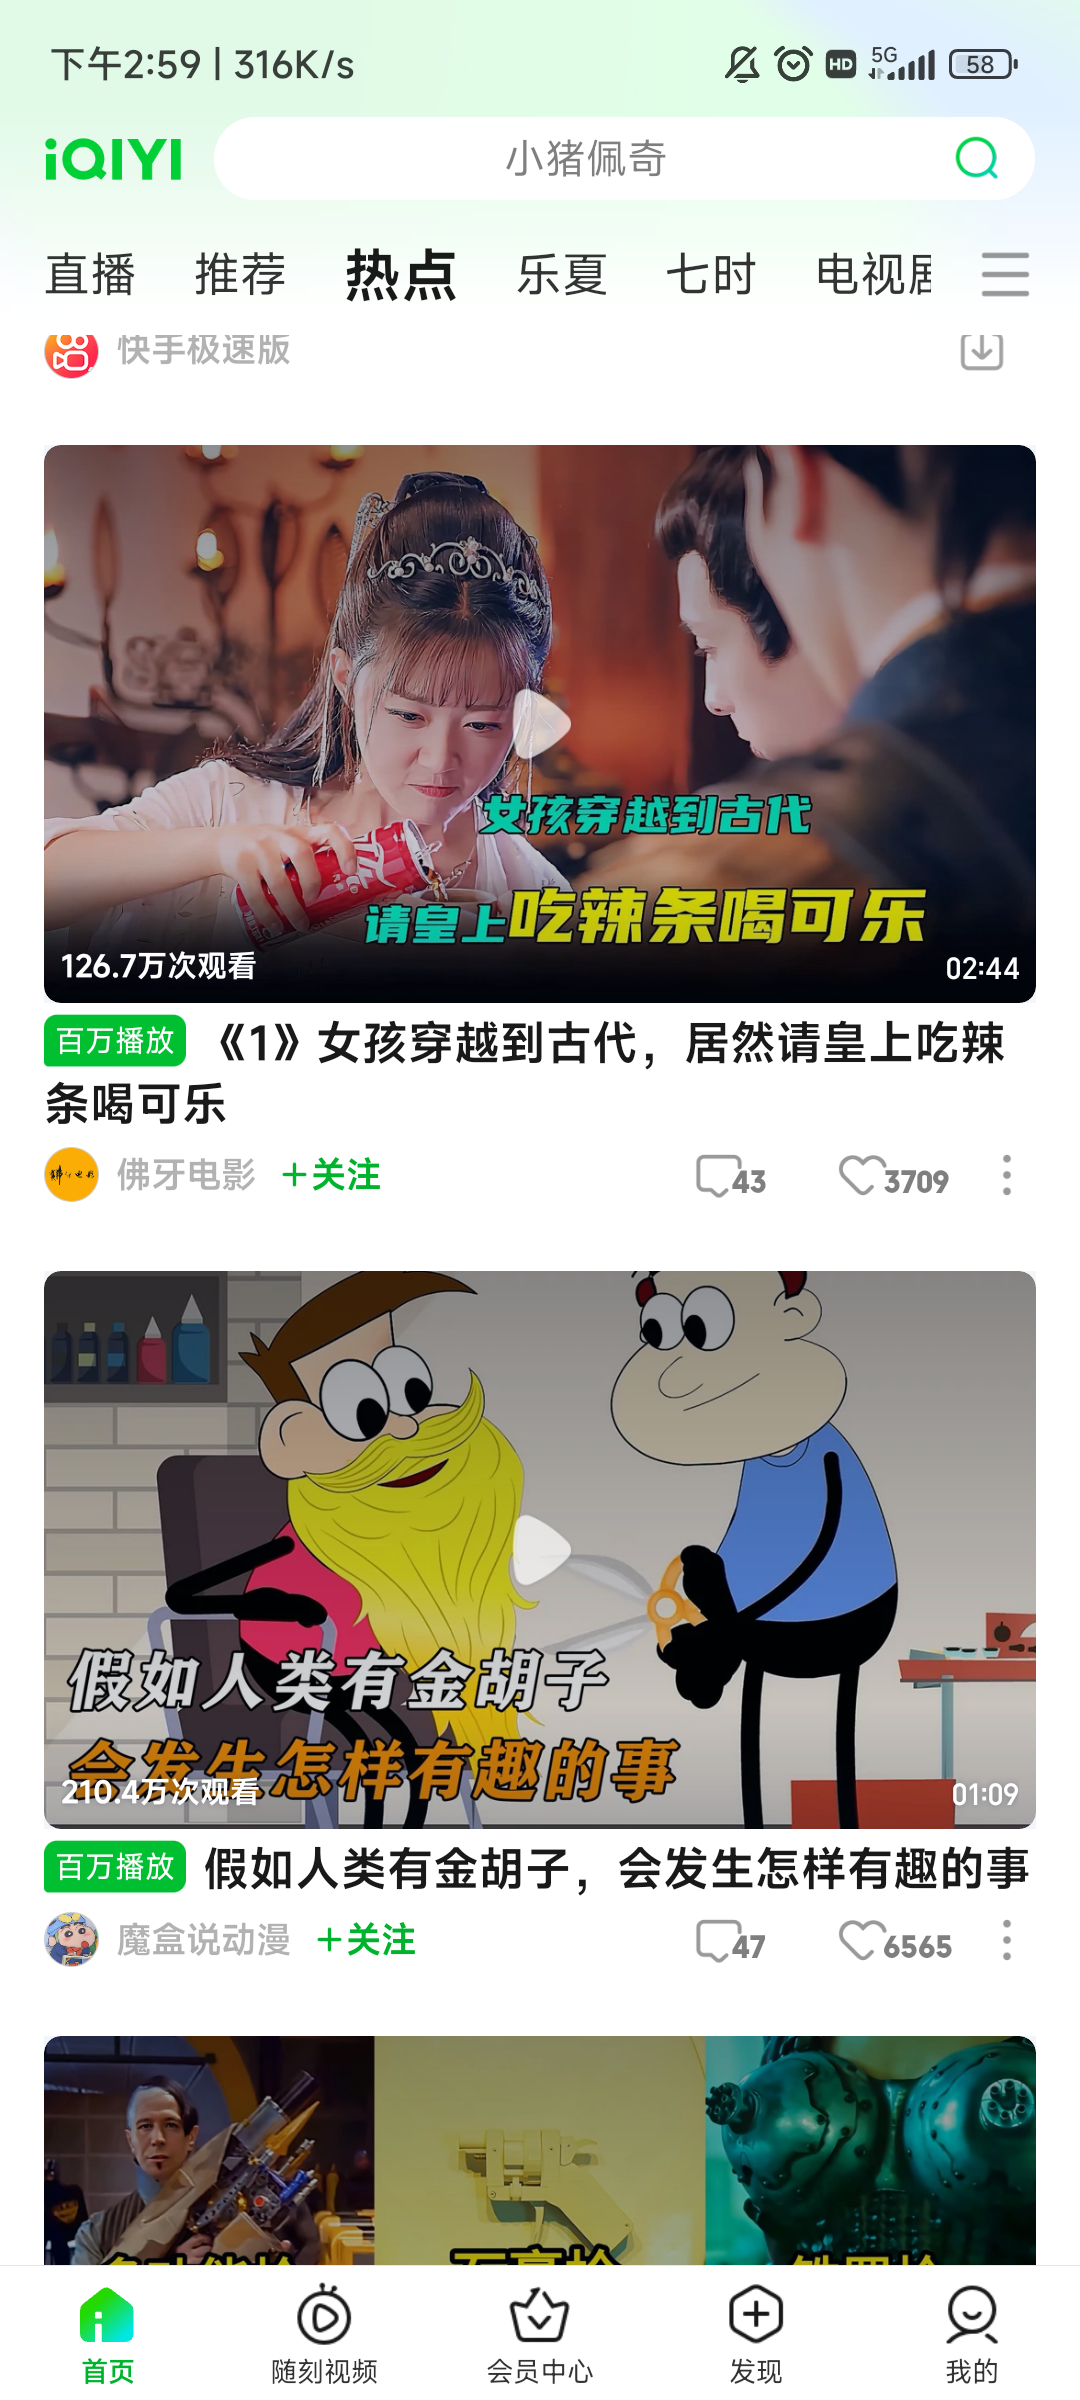 下午2:59 | 316K/s
HD 5G 58
iQIYI 小猪佩奇
直播 推荐 热点 乐夏 七时 电视剧
快手极速版
女孩穿越到古代
请皇上吃辣条喝可乐
126.7万次观看 02:44
百万播放 《1》女孩穿越到古代，居然请皇上吃辣
条喝可乐
佛牙电影 +关注 43 3709
假如人类有金胡子
会发生怎样有趣的事
210.4万次观看 01:09
百万播放 假如人类有金胡子，会发生怎样有趣的事
魔盒说动漫 +关注 47 6565
首页 随刻视频 会员中心 发现 我的